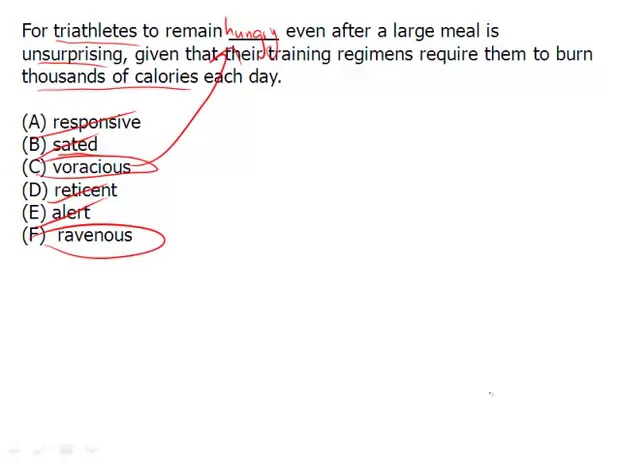 For triathletes to remain hungry even after a large meal is
unsurprising, given that their training regimens require them to burn
thousands of calories each day.
(A) responsive
(B) sated
(C) voracious
(D) reticent
(E) alert
(F) ravenous